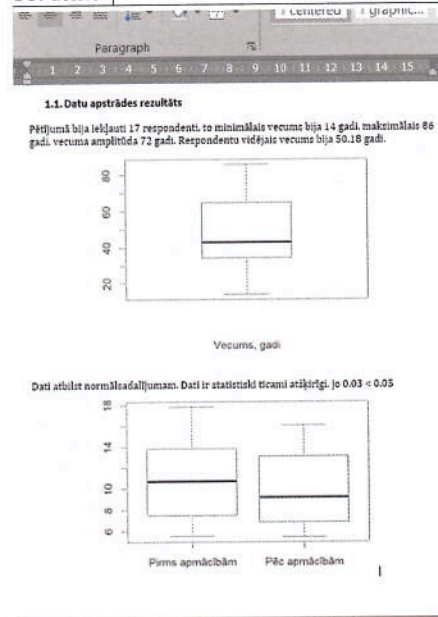 centered
graphic...
Paragraph
1 2 3 4 5 6 7 8 9 10 11 12 13 14 15
1.1. Datu apstrādes rezultāts
Pētījumā bija iekļauti 17 respondenti, to minimālais vecums bija 14 gadi, maksimālais 86
gadi, vecuma amplitūda 72 gadi. Respondentu vidējais vecums bija 50.18 gadi.
80
60
40
20
Vecums, gadi
Dati atbilst normālsadalījumam. Dati ir statistiski ticami atšķirīgi, jo 0.03 < 0.05
18
14
10
8
6
Pirms apmācībām Pēc apmācībām